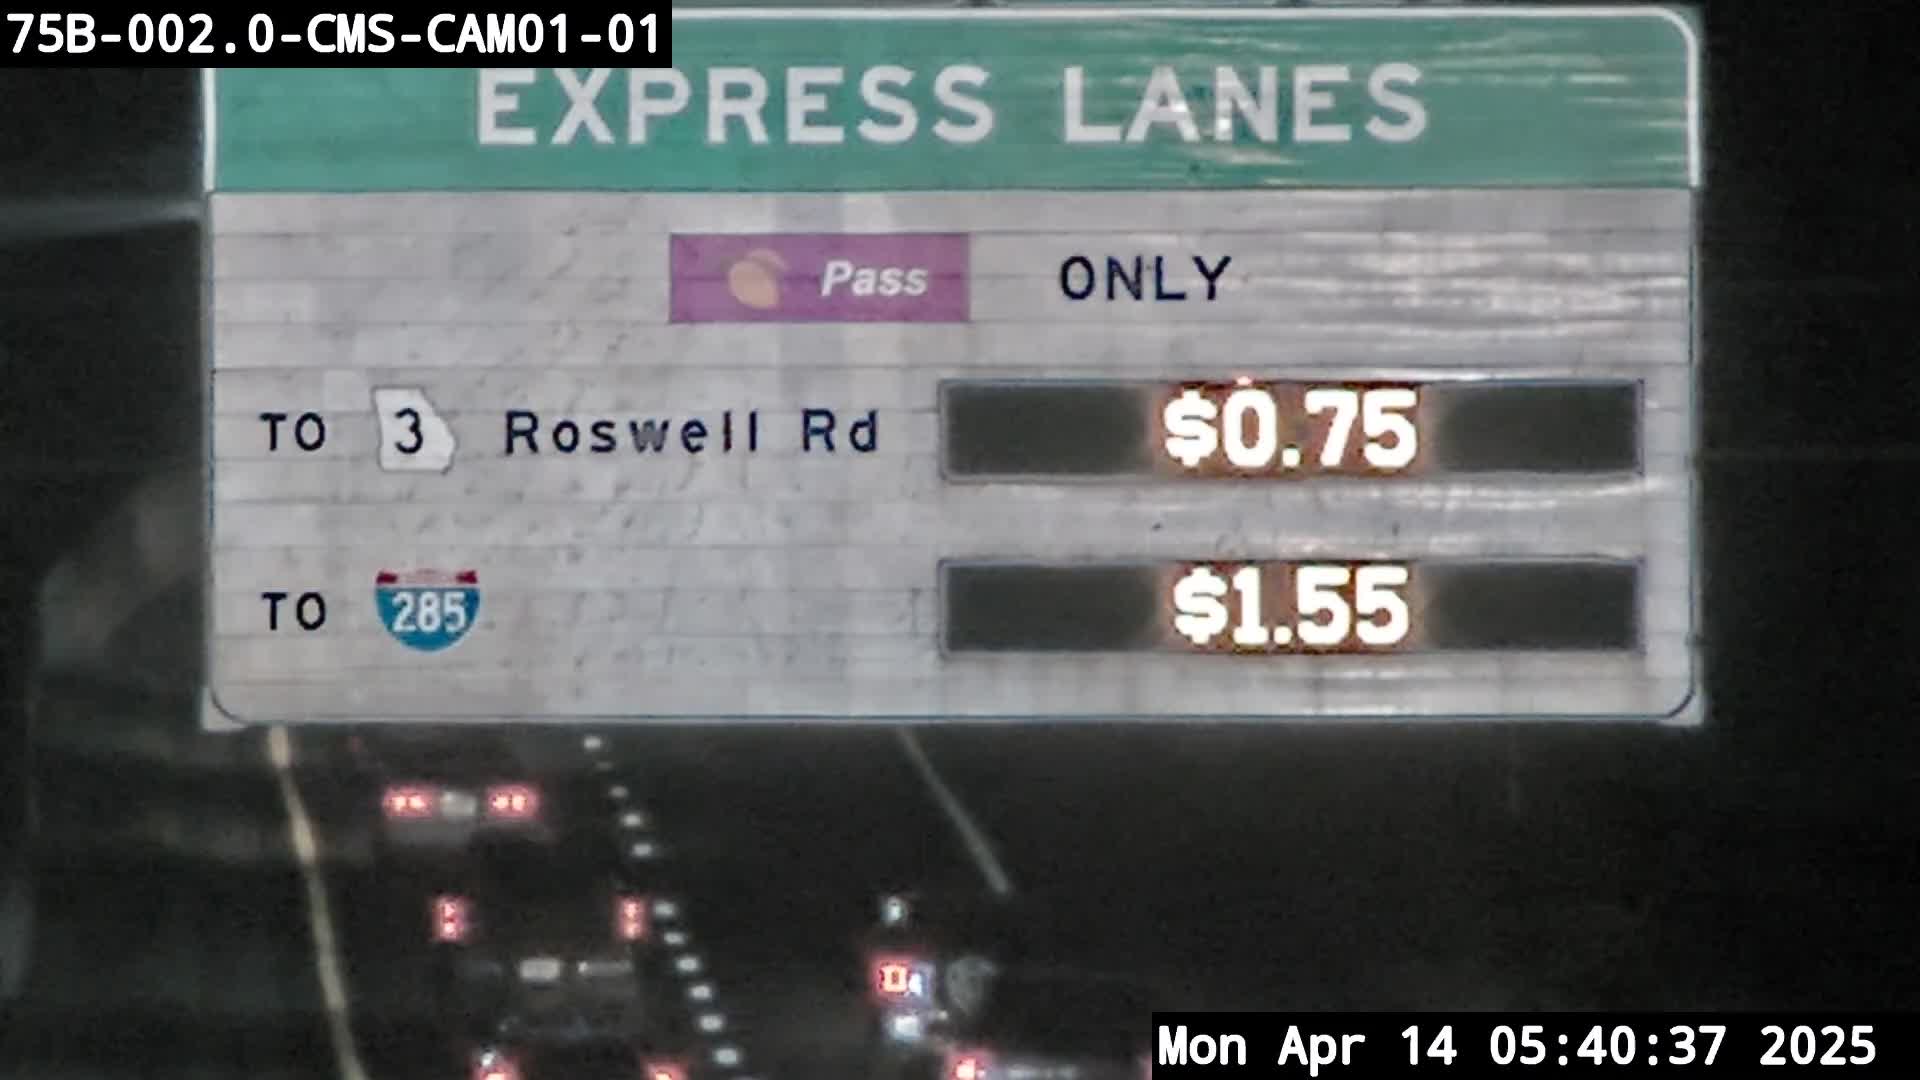 75B-002.0-CMS-CAM01-01
EXPRESS LANES
Pass ONLY
TO 3 Roswell Rd $0.75
TO 285 $1.55
Mon Apr 14 05:40:37 2025